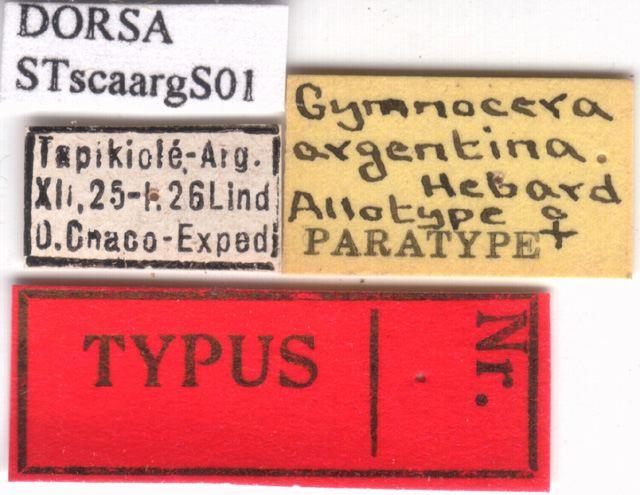 DORSA
STscaargS01
Tapikiolé,-Arg.
XII,25-I.26Lind
D.Chaco-Exped
Gymnocera
argentina.
Hebard
Allotype ♀
PARATYPE
TYPUS
Nr.